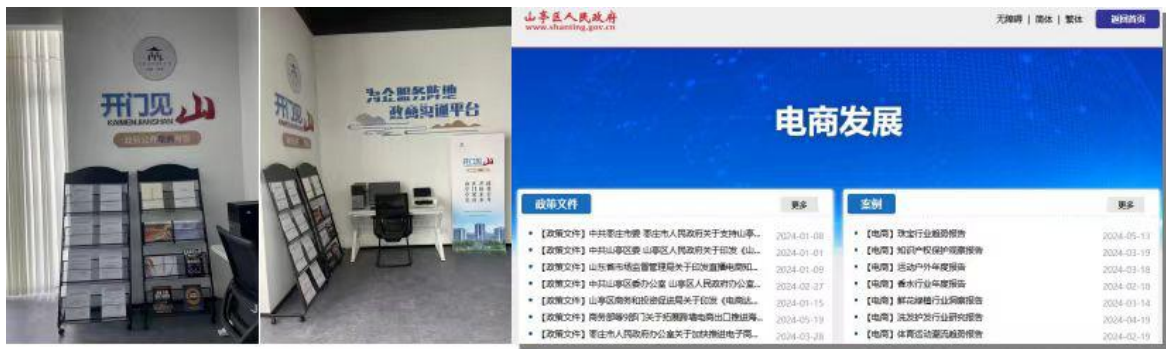 开门见山
KAIMENJIANSHAN
开门见山
为企服务阵地
政商沟通平台
开门见山
山亭区人民政府
www.shanting.gov.cn
无障碍 | 简体 | 繁体
返回首页
电商发展
政策文件
更多
【政策文件】中共枣庄市委 枣庄市人民政府关于支持山亭... 2024-01-08
【政策文件】中共山亭区委 山亭区人民政府关于印发《山... 2024-01-01
【政策文件】山东省市场监督管理局关于印发直播电商知... 2024-01-09
【政策文件】中共山亭区委办公室 山亭区人民政府办公室... 2024-02-27
【政策文件】山亭区商务和投资促进局关于印发《电商达... 2024-01-15
【政策文件】商务部等9部门关于拓展跨境电商出口推进海... 2024-05-19
【政策文件】枣庄市人民政府办公室关于加快推进电子商... 2024-03-28
案例
更多
【电商】珠宝行业趋势报告 2024-05-13
【电商】知识产权保护观察报告 2024-03-19
【电商】运动户外年度报告 2024-03-18
【电商】香水行业年度报告 2024-02-18
【电商】鲜花绿植行业洞察报告 2024-03-14
【电商】洗发护发行业研究报告 2024-04-19
【电商】体育运动潮流趋势报告 2024-02-19